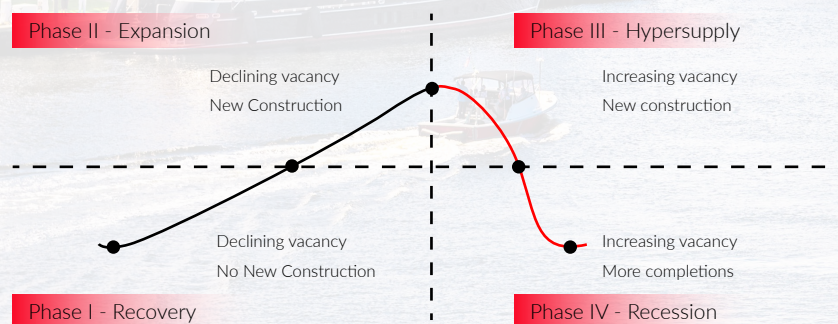 Phase II - Expansion
Declining vacancy
New Construction
Phase III - Hypersupply
Increasing vacancy
New construction
Declining vacancy
No New Construction
Phase I - Recovery
Increasing vacancy
More completions
Phase IV - Recession